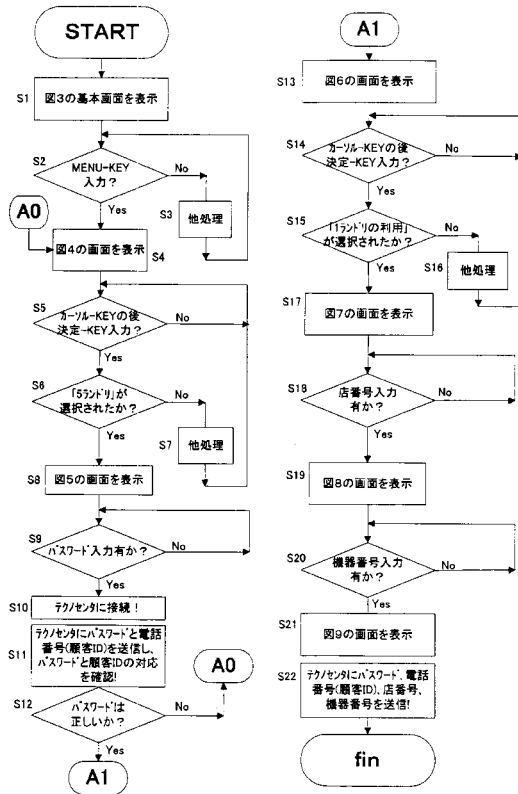 START
S1
図3の基本画面を表示
S2
MENU-KEY
入力？
No
Yes
S3
他処理
A0
図4の画面を表示
S4
S5
カーソル-KEYの後
決定-KEY入力？
No
Yes
S6
「5ランドリ」が
選択されたか？
No
Yes
S7
他処理
S8
図5の画面を表示
S9
パスワード入力有か？
No
Yes
S10
テクノセンタに接続！
S11
テクノセンタにパスワードと電話
番号(顧客ID)を送信し、
パスワードと顧客IDの対応
を確認!
S12
パスワードは
正しいか？
No
A0
Yes
A1
A1
S13
図6の画面を表示
S14
カーソル-KEYの後
決定-KEY入力？
No
Yes
S15
「1ランドリの利用」
が選択されたか？
No
Yes
S16
他処理
S17
図7の画面を表示
S18
店番号入力
有か？
No
Yes
S19
図8の画面を表示
S20
機器番号入力
有か？
No
Yes
S21
図9の画面を表示
S22
テクノセンタにパスワード、電話
番号(顧客ID)、店番号、
機器番号を送信!
fin